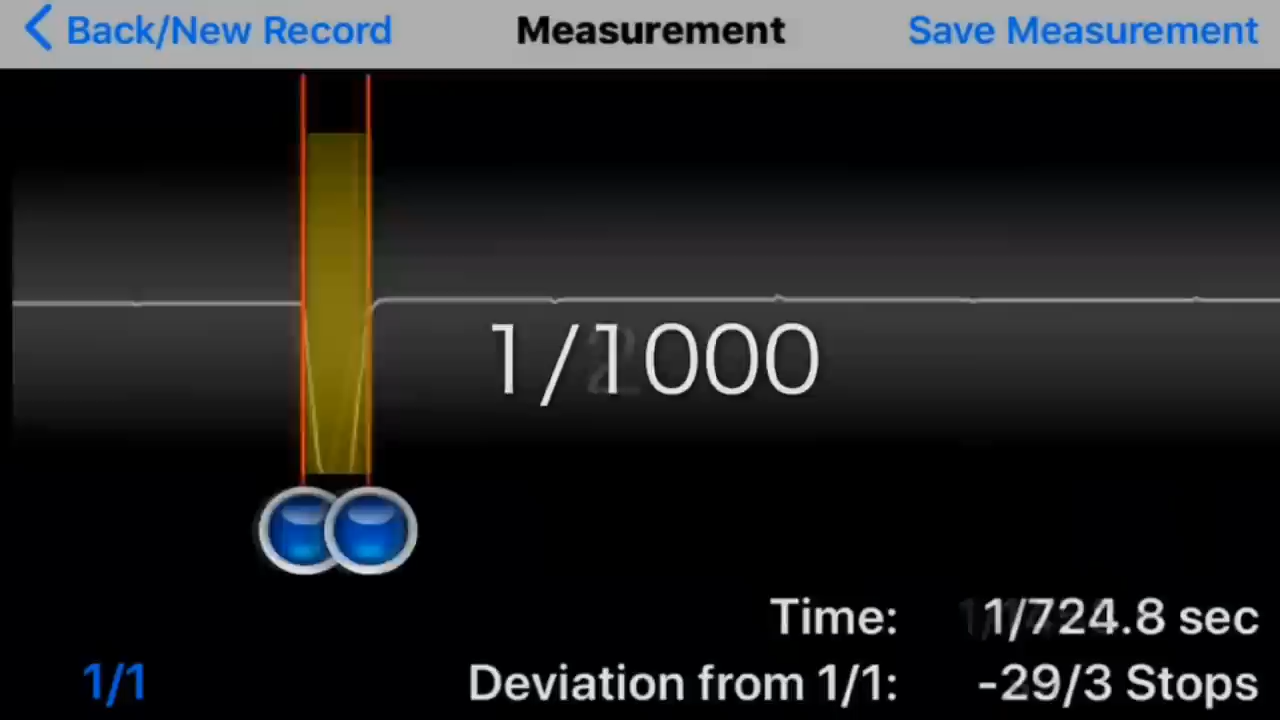 Back/New Record
Measurement
Save Measurement
1/1000
Time: 1/724.8 sec
1/1
Deviation from 1/1: -29/3 Stops